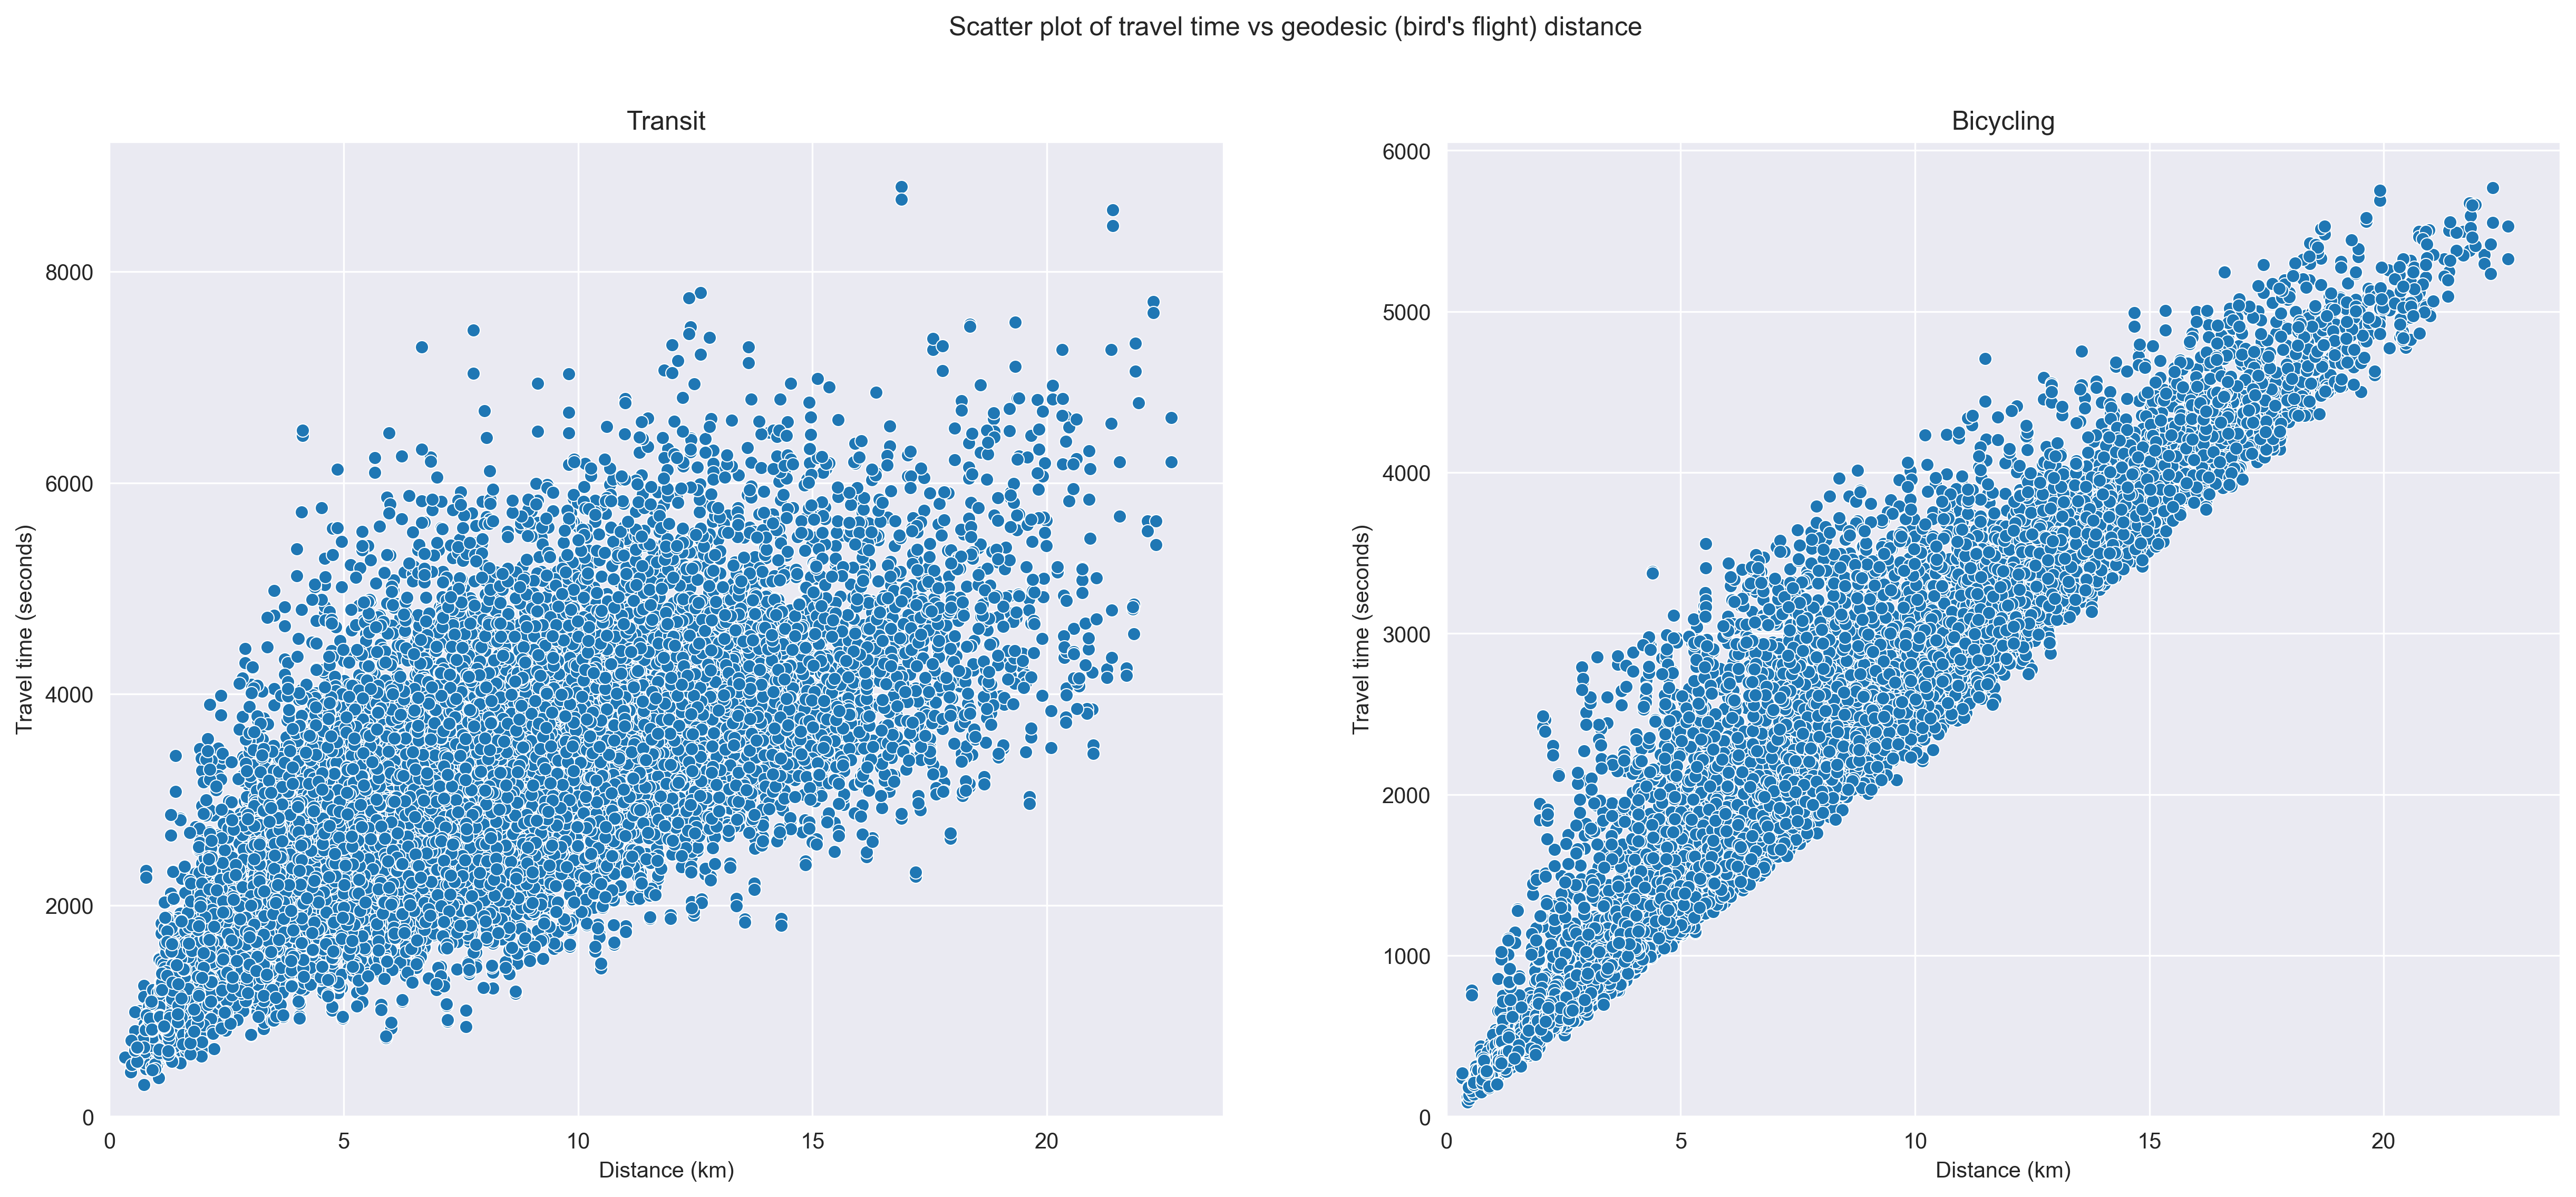 Scatter plot of travel time vs geodesic (bird's flight) distance
Transit
8000
6000
4000
2000
0
Travel time (seconds)
0 5 10 15 20
Distance (km)
Bicycling
6000
5000
4000
3000
2000
1000
0
Travel time (seconds)
0 5 10 15 20
Distance (km)